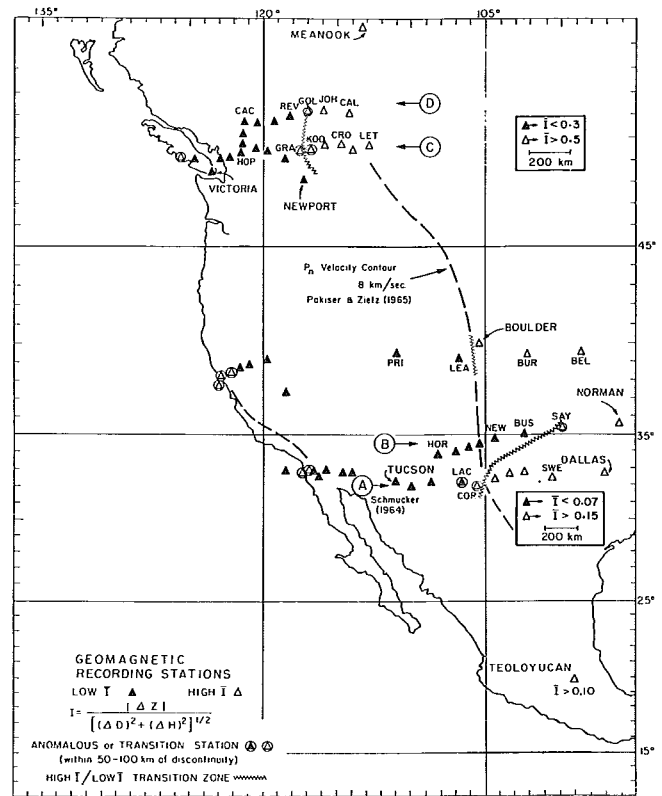 135° 120° 105°
MEANOOK
D
GOL JOH CAL
CAC REV
C
KOO CRO LET
HOP GRA
VICTORIA
NEWPORT
Ī < 0.3
Ī > 0.5
200 km
45°
Pn Velocity Contour
8 km/sec.
Pakiser & Zietz (1965)
BOULDER
PRI LEA BUR BEL
NORMAN
SAY
35°
B HOR NEW BUS
A TUCSON LAC SWE DALLAS
COR
Schmucker
(1964)
Ī < 0.07
Ī > 0.15
200 km
25°
TEOLOYUCAN
Ī > 0.10
15°
GEOMAGNETIC
RECORDING STATIONS
LOW Ī HIGH Ī
I = |ΔZ| / [(ΔD)² + (ΔH)²]^1/2
ANOMALOUS or TRANSITION STATION
(within 50-100 km of discontinuity)
HIGH Ī/LOW Ī TRANSITION ZONE